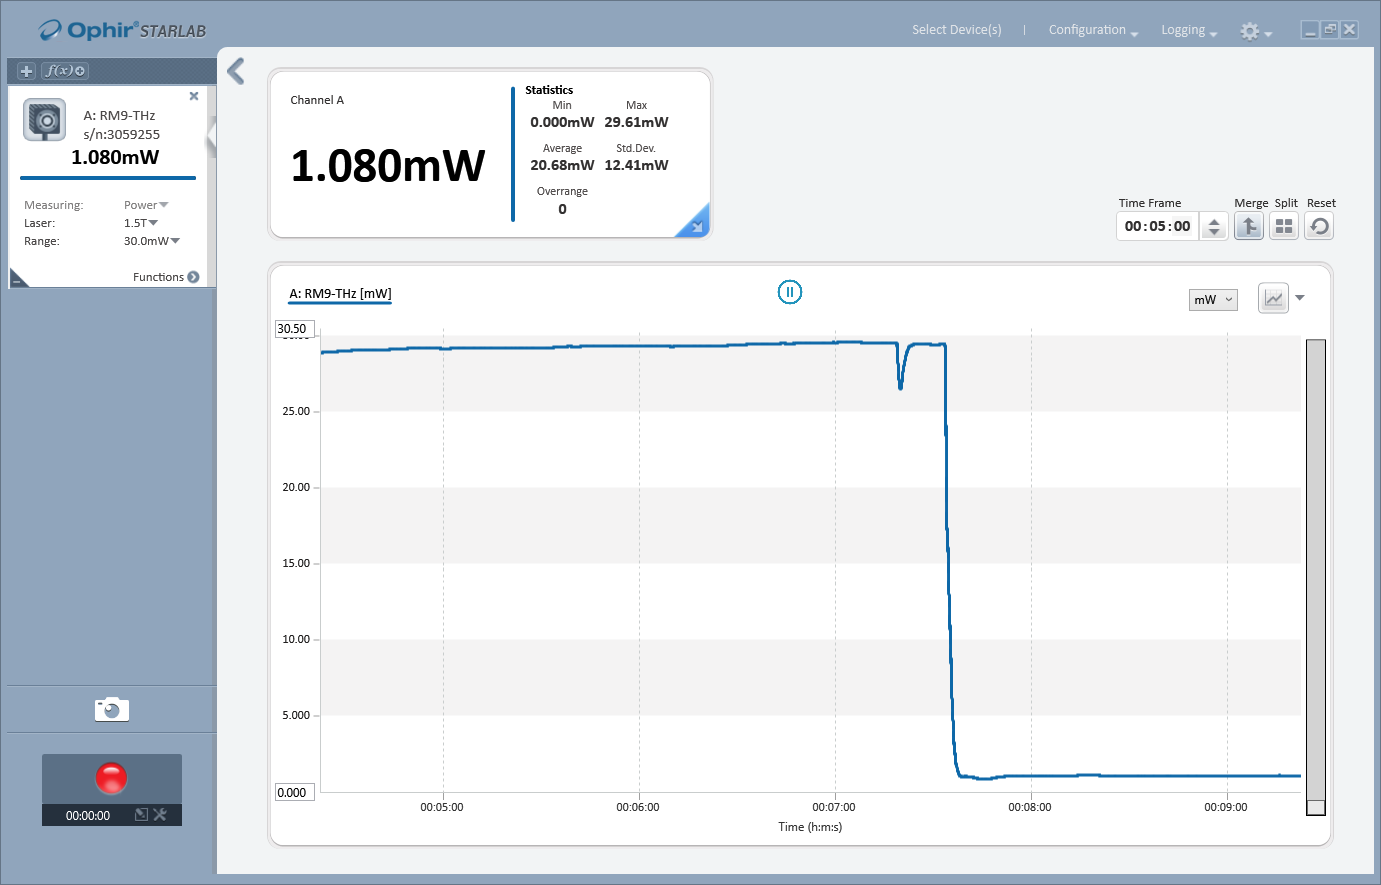 Ophir® STARLAB
Select Device(s) | Configuration Logging
f(x)
A: RM9-THz
s/n:3059255
1.080mW
Measuring: Power
Laser: 1.5T
Range: 30.0mW
Functions
Channel A
1.080mW
Statistics
Min Max
0.000mW 29.61mW
Average Std.Dev.
20.68mW 12.41mW
Overrange
0
Time Frame Merge Split Reset
00:05:00
A: RM9-THz [mW]
mW
30.50
25.00
20.00
15.00
10.00
5.000
0.000
00:05:00 00:06:00 00:07:00 00:08:00 00:09:00
Time (h:m:s)
00:00:00